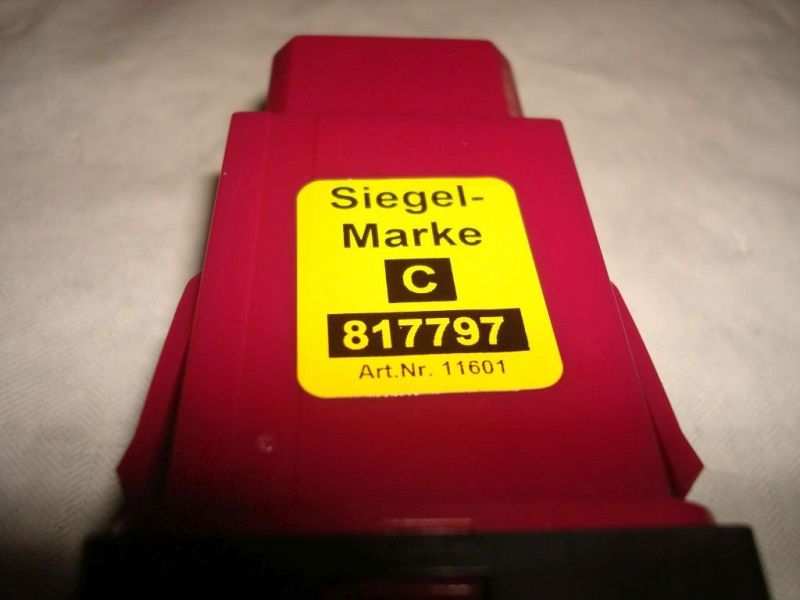 Siegel-
Marke
C
817797
Art.Nr. 11601